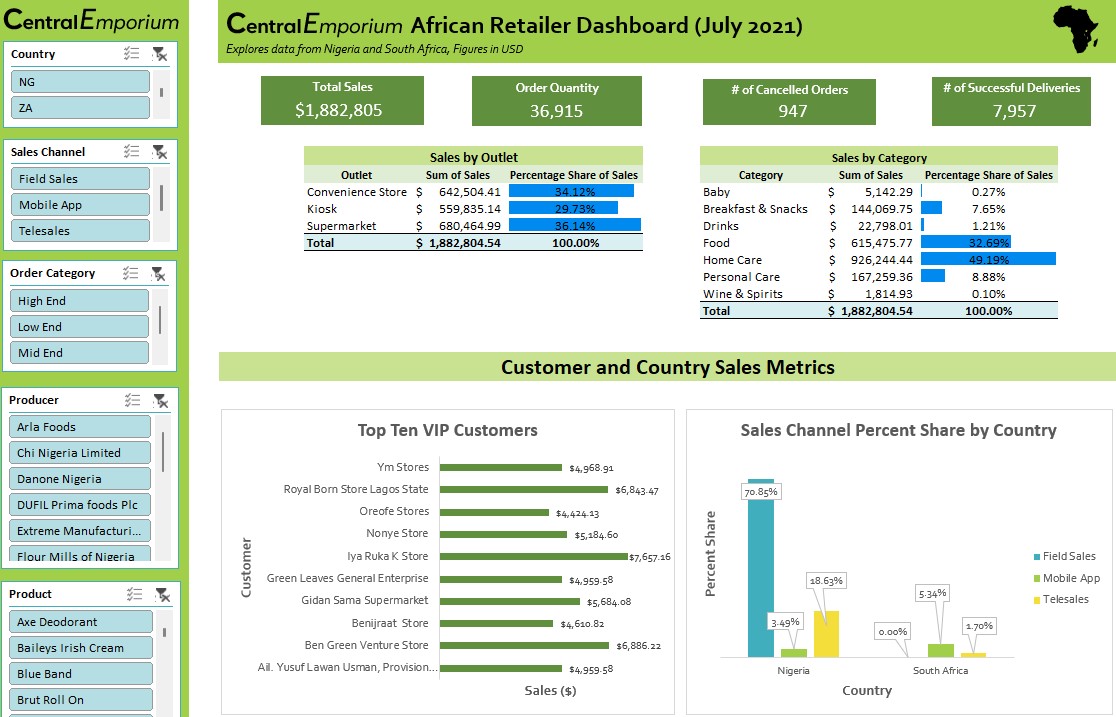 CentralEmporium
Country
NG
ZA
Sales Channel
Field Sales
Mobile App
Telesales
Order Category
High End
Low End
Mid End
Producer
Arla Foods
Chi Nigeria Limited
Danone Nigeria
DUFIL Prima foods Plc
Extreme Manufacturi...
Flour Mills of Nigeria
Product
Axe Deodorant
Baileys Irish Cream
Blue Band
Brut Roll On
CentralEmporium African Retailer Dashboard (July 2021)
Explores data from Nigeria and South Africa, Figures in USD
Total Sales
$1,882,805
Order Quantity
36,915
# of Cancelled Orders
947
# of Successful Deliveries
7,957
Sales by Outlet
Outlet Sum of Sales Percentage Share of Sales
Convenience Store $ 642,504.41 34.12%
Kiosk $ 559,835.14 29.73%
Supermarket $ 680,464.99 36.14%
Total $ 1,882,804.54 100.00%
Sales by Category
Category Sum of Sales Percentage Share of Sales
Baby $ 5,142.29 0.27%
Breakfast & Snacks $ 144,069.75 7.65%
Drinks $ 22,798.01 1.21%
Food $ 615,475.77 32.69%
Home Care $ 926,244.44 49.19%
Personal Care $ 167,259.36 8.88%
Wine & Spirits $ 1,814.93 0.10%
Total $ 1,882,804.54 100.00%
Customer and Country Sales Metrics
Top Ten VIP Customers
Customer
Ym Stores $4,968.91
Royal Born Store Lagos State $6,843.47
Oreofe Stores $4,424.13
Nonye Store $5,184.60
Iya Ruka K Store $7,657.16
Green Leaves General Enterprise $4,959.58
Gidan Sama Supermarket $5,684.08
Benijraat Store $4,610.82
Ben Green Venture Store $6,886.22
Ail. Yusuf Lawan Usman, Provision... $4,959.58
Sales ($)
Sales Channel Percent Share by Country
Percent Share
70.85%
3.49%
18.63%
0.00%
5.34%
1.70%
Nigeria South Africa
Country
Field Sales
Mobile App
Telesales